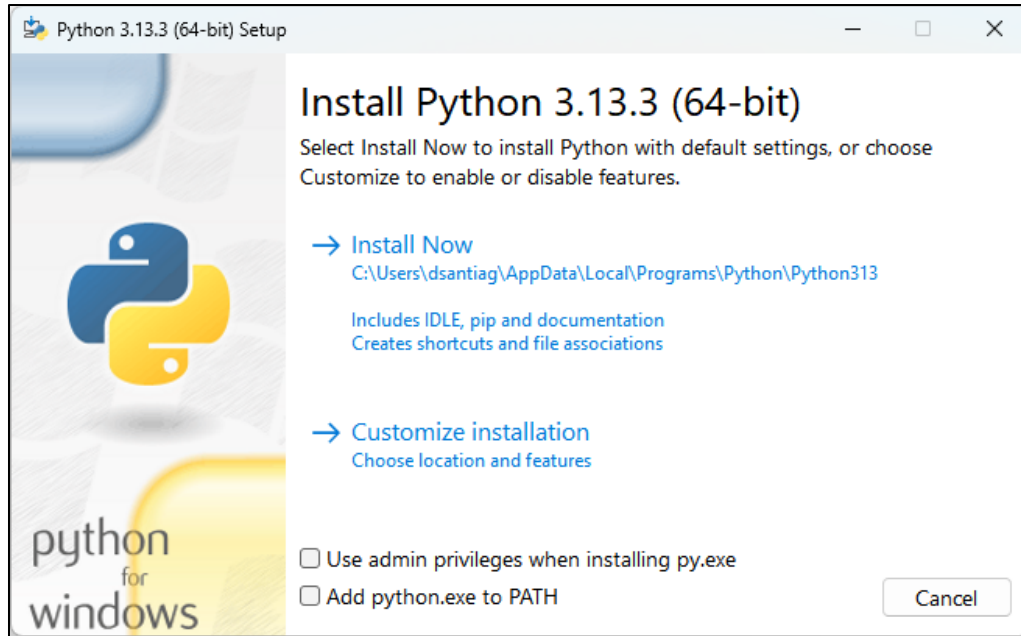 Python 3.13.3 (64-bit) Setup
Install Python 3.13.3 (64-bit)
Select Install Now to install Python with default settings, or choose
Customize to enable or disable features.
Install Now
C:\Users\dsantiag\AppData\Local\Programs\Python\Python313
Includes IDLE, pip and documentation
Creates shortcuts and file associations
Customize installation
Choose location and features
python
for
windows
Use admin privileges when installing py.exe
Add python.exe to PATH
Cancel